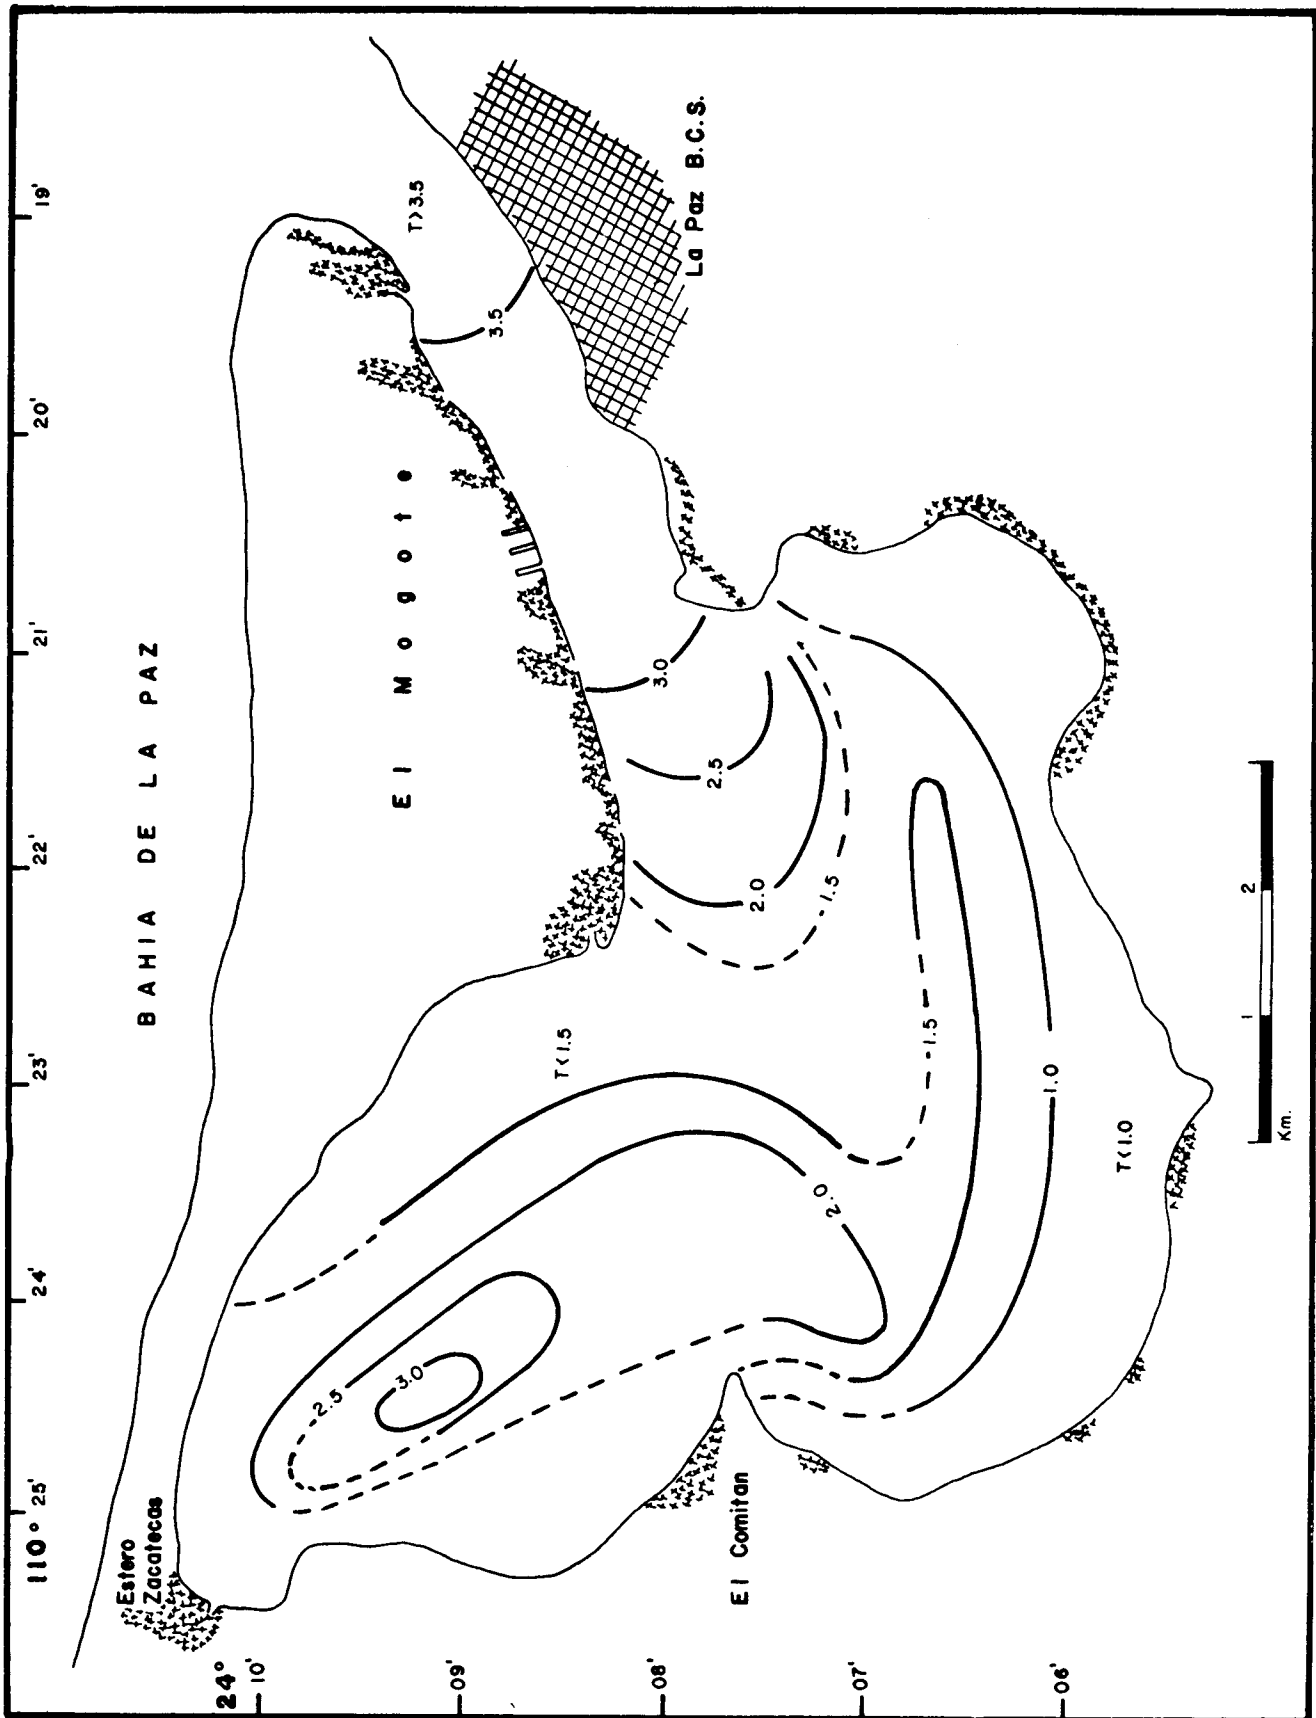 110° 25'
24'
23'
22'
21'
20'
19'
24°
10'
09'
08'
07'
06'
BAHIA DE LA PAZ
El Mogote
Estero
Zacatecas
El Comitan
La Paz B.C.S.
T>3.5
3.5
3.0
2.5
2.0
1.5
T<1.5
2.5
3.0
2.0
1.5
1.0
T<1.0
Km.
1
2